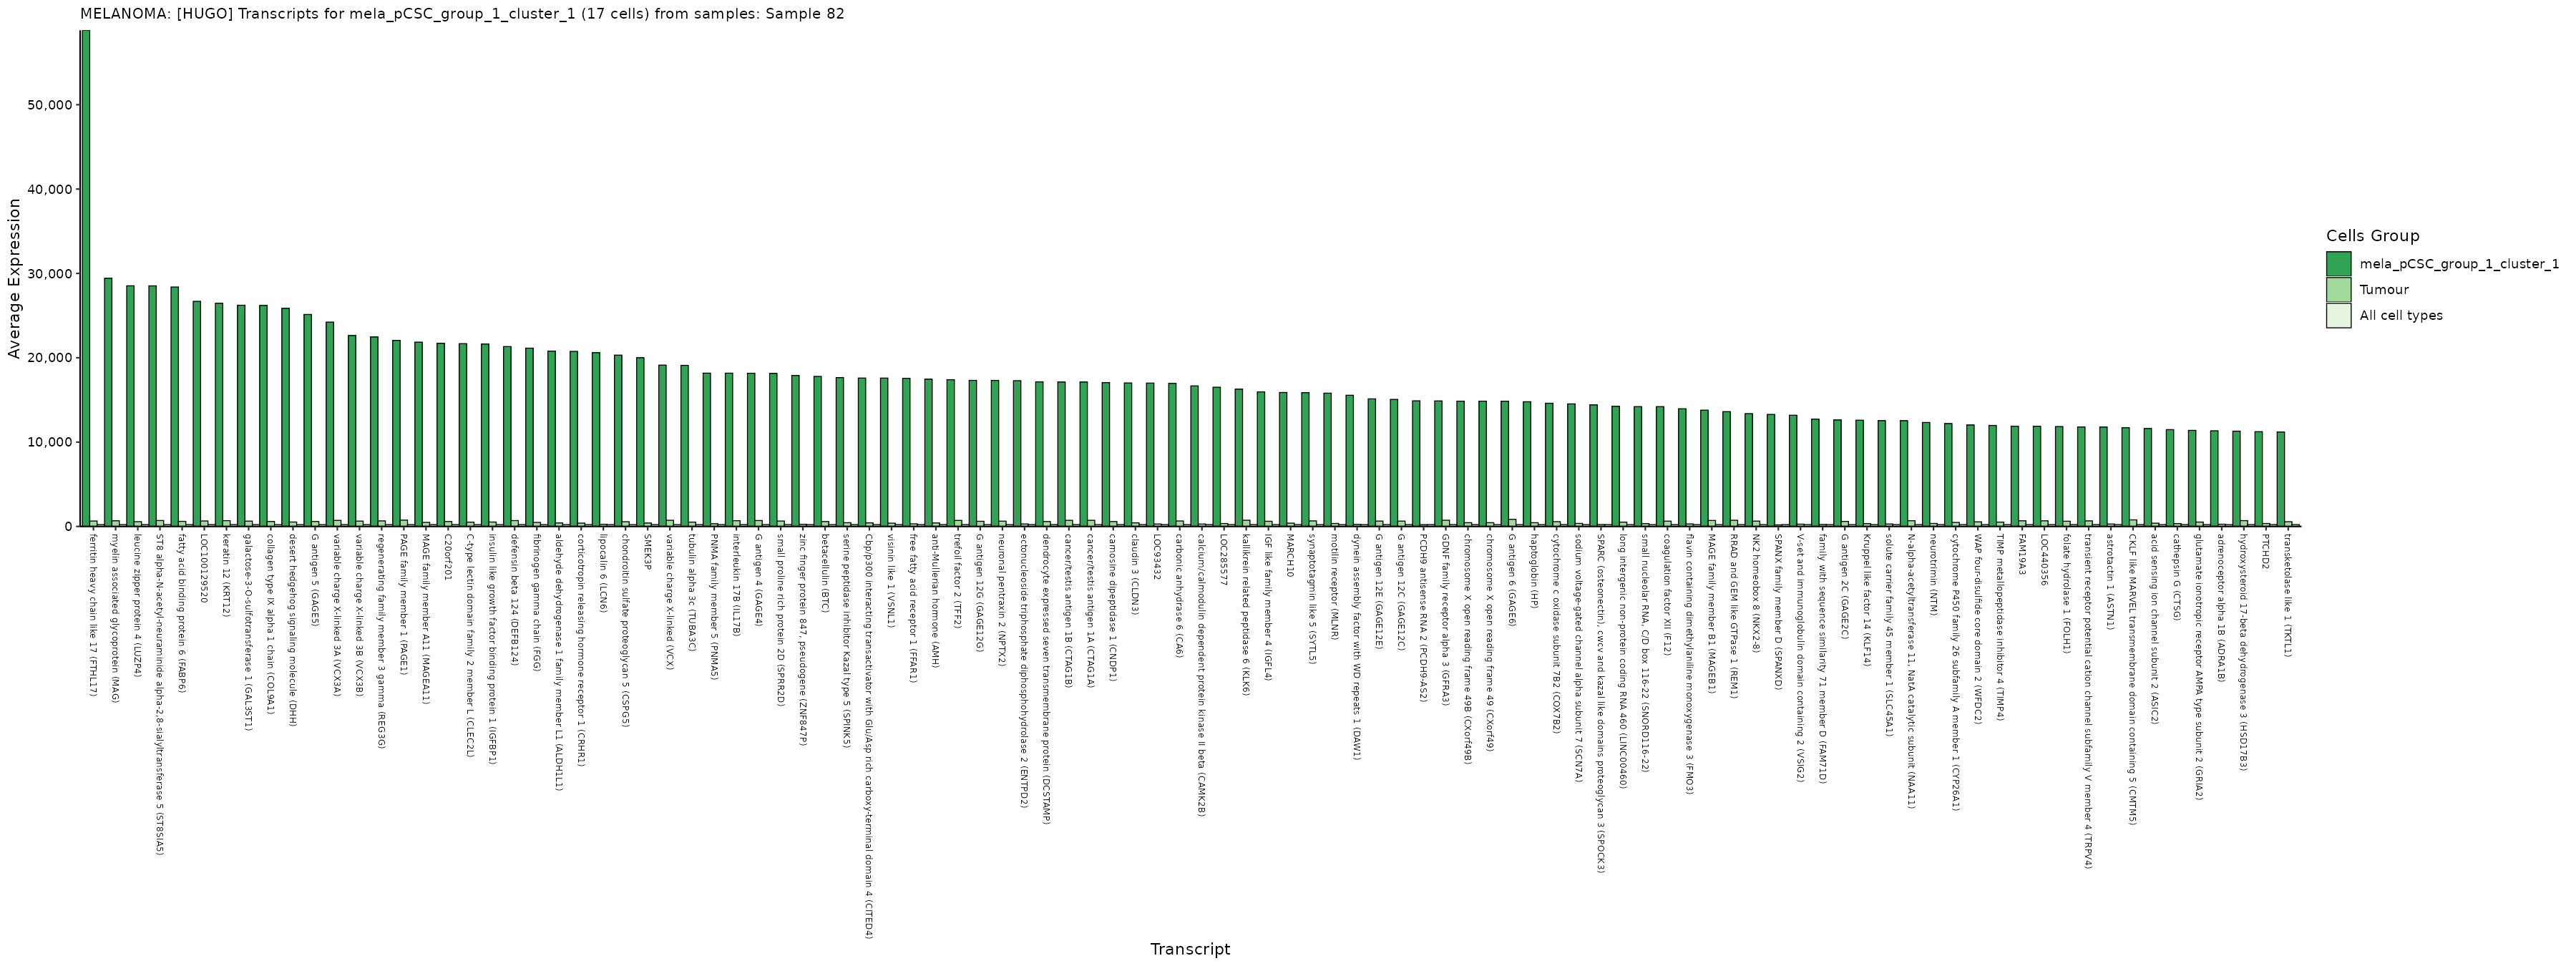 MELANOMA: [HUGO] Transcripts for mela_pCSC_group_1_cluster_1 (17 cells) from samples: Sample 82
Average Expression
50,000
40,000
30,000
20,000
10,000
0
ferritin heavy chain like 17 (FTHL17)
myelin associated glycoprotein (MAG)
leucine zipper protein 4 (LUZP4)
ST8 alpha-N-acetyl-neuraminide alpha-2,8-sialyltransferase 5 (ST8SIA5)
fatty acid binding protein 6 (FABP6)
LOC100129520
keratin 12 (KRT12)
galactose-3-O-sulfotransferase 1 (GAL3ST1)
collagen type IX alpha 1 chain (COL9A1)
desert hedgehog signaling molecule (DHH)
G antigen 5 (GAGE5)
variable charge X-linked 3A (VCX3A)
variable charge X-linked 3B (VCX3B)
regenerating family member 3 gamma (REG3G)
PAGE family member 1 (PAGE1)
MAGE family member A11 (MAGEA11)
C20orf201
C-type lectin domain family 2 member L (CLEC2L)
insulin like growth factor binding protein 1 (IGFBP1)
defensin beta 124 (DEFB124)
fibrinogen gamma chain (FGG)
aldehyde dehydrogenase 1 family member L1 (ALDH1L1)
corticotropin releasing hormone receptor 1 (CRHR1)
lipocalin 6 (LCN6)
chondroitin sulfate proteoglycan 5 (CSPG5)
SMEK3P
variable charge X-linked (VCX)
tubulin alpha 3c (TUBA3C)
PNMA family member 5 (PNMA5)
interleukin 17B (IL17B)
G antigen 4 (GAGE4)
small proline rich protein 2D (SPRR2D)
zinc finger protein 847, pseudogene (ZNF847P)
betacellulin (BTC)
serine peptidase inhibitor Kazal type 5 (SPINK5)
Cbp/p300 interacting transactivator with Glu/Asp rich carboxy-terminal domain 4 (CITED4)
visinin like 1 (VSNL1)
free fatty acid receptor 1 (FFAR1)
anti-Mullerian hormone (AMH)
trefoil factor 2 (TFF2)
G antigen 12G (GAGE12G)
neuronal pentraxin 2 (NPTX2)
ectonucleoside triphosphate diphosphohydrolase 2 (ENTPD2)
dendrocyte expressed seven transmembrane protein (DCSTAMP)
cancer/testis antigen 1B (CTAG1B)
cancer/testis antigen 1A (CTAG1A)
carnosine dipeptidase 1 (CNDP1)
claudin 3 (CLDN3)
LOC93432
carbonic anhydrase 6 (CA6)
calcium/calmodulin dependent protein kinase II beta (CAMK2B)
LOC285577
kallikrein related peptidase 6 (KLK6)
IGF like family member 4 (IGFL4)
MARCH10
synaptotagmin like 5 (SYTL5)
motilin receptor (MLNR)
dynein assembly factor with WD repeats 1 (DAW1)
G antigen 12E (GAGE12E)
G antigen 12C (GAGE12C)
PCDH9 antisense RNA 2 (PCDH9-AS2)
GDNF family receptor alpha 3 (GFRA3)
chromosome X open reading frame 49B (CXorf49B)
chromosome X open reading frame 49 (CXorf49)
G antigen 6 (GAGE6)
haptoglobin (HP)
cytochrome c oxidase subunit 7B2 (COX7B2)
sodium voltage-gated channel alpha subunit 7 (SCN7A)
SPARC (osteonectin), cwcv and kazal like domains proteoglycan 3 (SPOCK3)
long intergenic non-protein coding RNA 460 (LINC00460)
small nucleolar RNA, C/D box 116-22 (SNORD116-22)
coagulation factor XII (F12)
flavin containing dimethylaniline monoxygenase 3 (FMO3)
MAGE family member B1 (MAGEB1)
RRAD and GEM like GTPase 1 (REM1)
NK2 homeobox 8 (NKX2-8)
SPANX family member D (SPANXD)
V-set and immunoglobulin domain containing 2 (VSIG2)
family with sequence similarity 71 member D (FAM71D)
G antigen 2C (GAGE2C)
Kruppel like factor 14 (KLF14)
solute carrier family 45 member 1 (SLC45A1)
N-alpha-acetyltransferase 11, NatA catalytic subunit (NAA11)
neurotrimin (NTM)
cytochrome P450 family 26 subfamily A member 1 (CYP26A1)
WAP four-disulfide core domain 2 (WFDC2)
TIMP metallopeptidase inhibitor 4 (TIMP4)
FAM19A3
LOC440356
folate hydrolase 1 (FOLH1)
transient receptor potential cation channel subfamily V member 4 (TRPV4)
astrotactin 1 (ASTN1)
CKLF like MARVEL transmembrane domain containing 5 (CMTM5)
acid sensing ion channel subunit 2 (ASIC2)
cathepsin G (CTSG)
glutamate ionotropic receptor AMPA type subunit 2 (GRIA2)
adrenoceptor alpha 1B (ADRA1B)
hydroxysteroid 17-beta dehydrogenase 3 (HSD17B3)
PTCHD2
transketolase like 1 (TKTL1)
Transcript
Cells Group
mela_pCSC_group_1_cluster_1
Tumour
All cell types